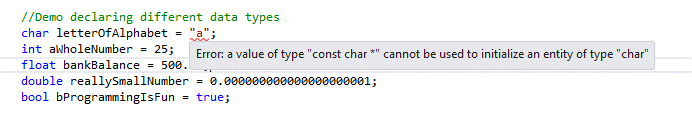 //Demo declaring different data types
char letterOfAlphabet = "a";
int aWholeNumber = 25;
Error: a value of type "const char *" cannot be used to initialize an entity of type "char"
float bankBalance = 500.
double reallySmallNumber = 0.000000000000000000001;
bool bProgrammingIsFun = true;